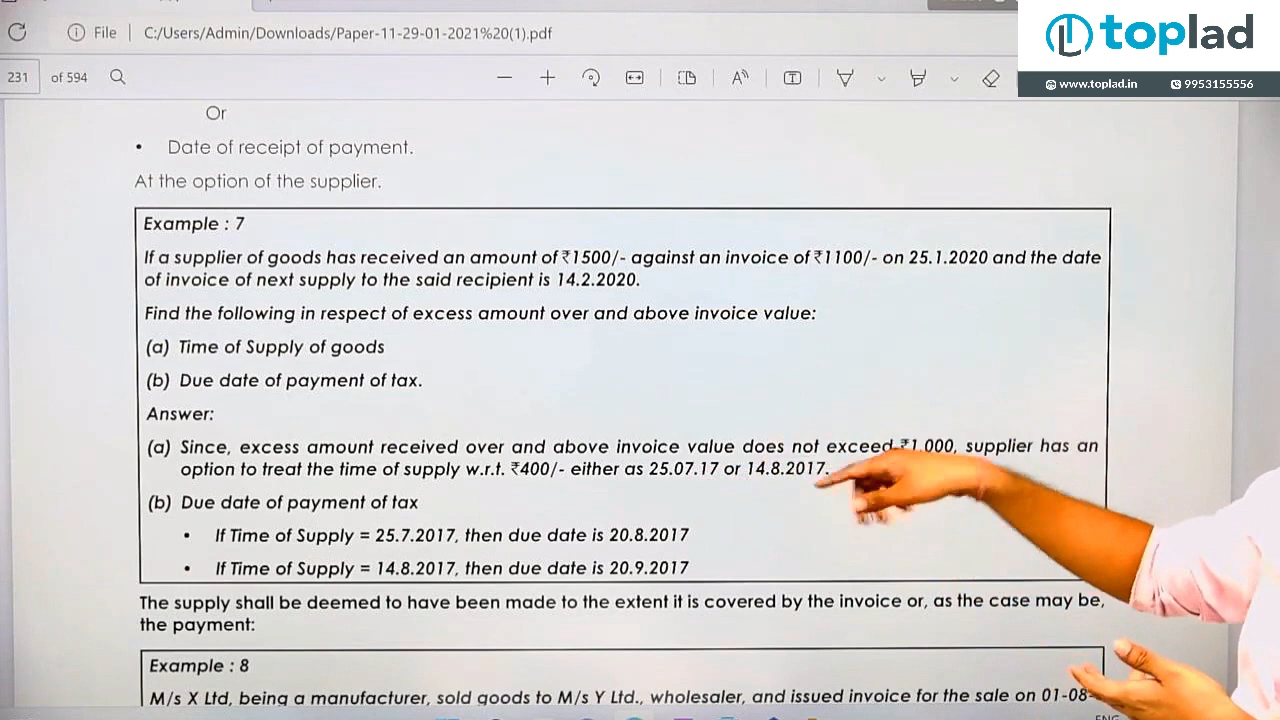 toplad
www.toplad.in 9953155556
File C:/Users/Admin/Downloads/Paper-11-29-01-2021%20(1).pdf
231 of 594
Or
• Date of receipt of payment.
At the option of the supplier.
Example : 7
If a supplier of goods has received an amount of ₹1500/- against an invoice of ₹1100/- on 25.1.2020 and the date
of invoice of next supply to the said recipient is 14.2.2020.
Find the following in respect of excess amount over and above invoice value:
(a) Time of Supply of goods
(b) Due date of payment of tax.
Answer:
(a) Since, excess amount received over and above invoice value does not exceed ₹1,000, supplier has an
option to treat the time of supply w.r.t. ₹400/- either as 25.07.17 or 14.8.2017.
(b) Due date of payment of tax
• If Time of Supply = 25.7.2017, then due date is 20.8.2017
• If Time of Supply = 14.8.2017, then due date is 20.9.2017
The supply shall be deemed to have been made to the extent it is covered by the invoice or, as the case may be,
the payment:
Example : 8
M/s X Ltd, being a manufacturer, sold goods to M/s Y Ltd., wholesaler, and issued invoice for the sale on 01-08-
ENG